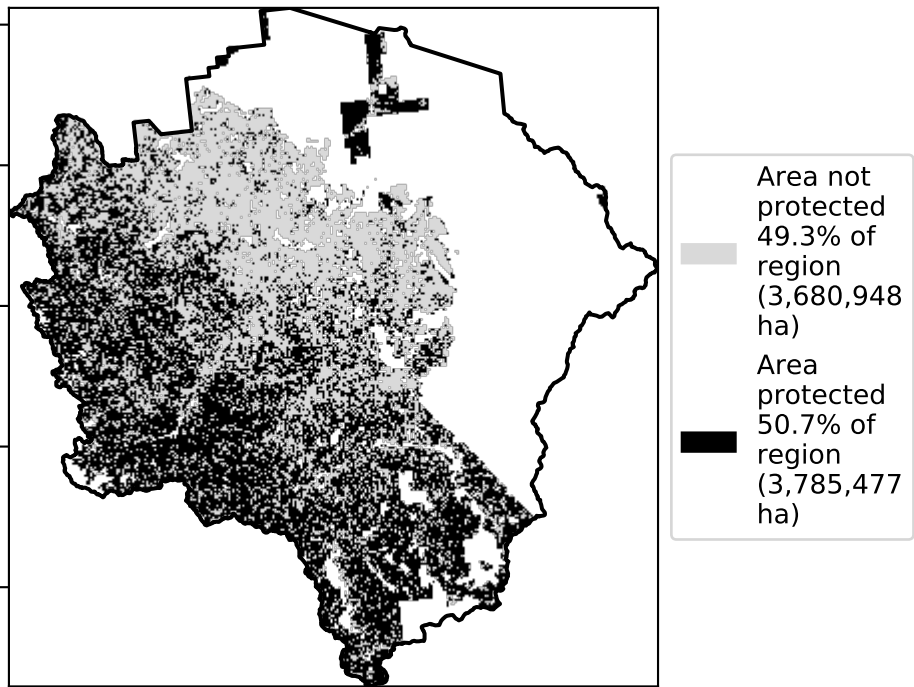 Area not
protected
49.3% of
region
(3,680,948
ha)
Area
protected
50.7% of
region
(3,785,477
ha)